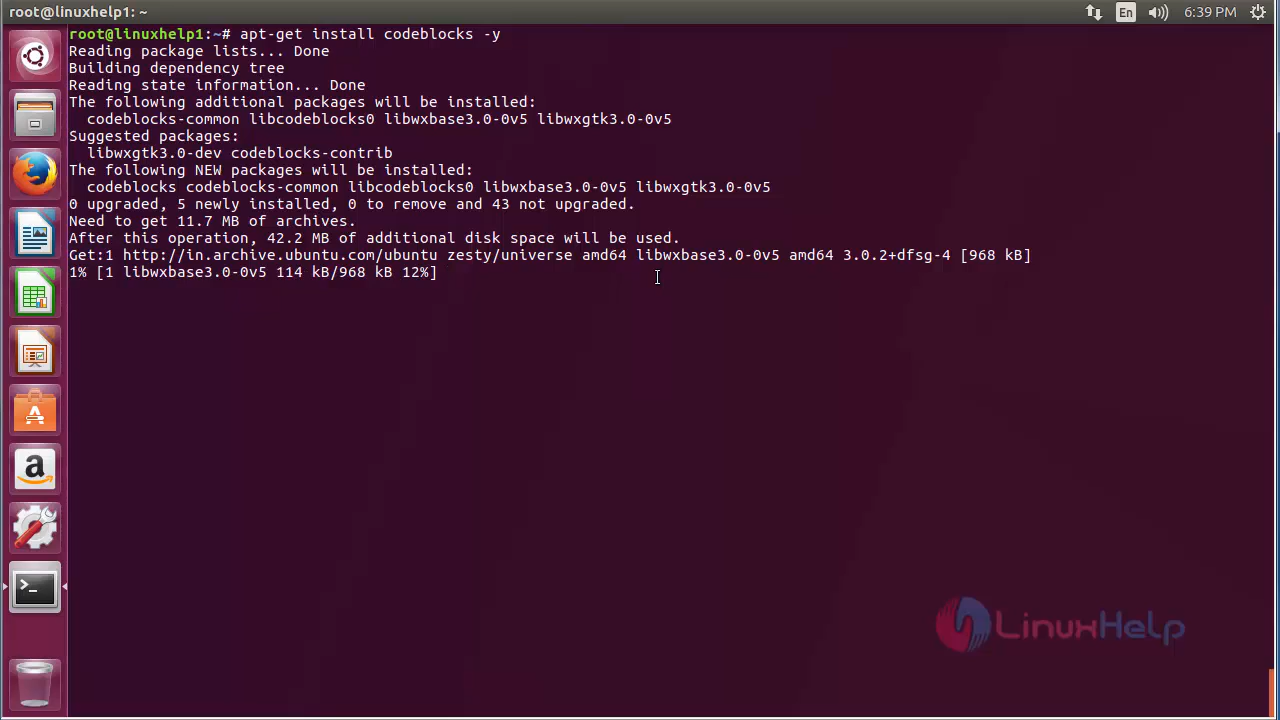 root@linuxhelp1: ~
En
6:39 PM
root@linuxhelp1:~# apt-get install codeblocks -y
Reading package lists... Done
Building dependency tree
Reading state information... Done
The following additional packages will be installed:
  codeblocks-common libcodeblocks0 libwxbase3.0-0v5 libwxgtk3.0-0v5
Suggested packages:
  libwxgtk3.0-dev codeblocks-contrib
The following NEW packages will be installed:
  codeblocks codeblocks-common libcodeblocks0 libwxbase3.0-0v5 libwxgtk3.0-0v5
0 upgraded, 5 newly installed, 0 to remove and 43 not upgraded.
Need to get 11.7 MB of archives.
After this operation, 42.2 MB of additional disk space will be used.
Get:1 http://in.archive.ubuntu.com/ubuntu zesty/universe amd64 libwxbase3.0-0v5 amd64 3.0.2+dfsg-4 [968 kB]
1% [1 libwxbase3.0-0v5 114 kB/968 kB 12%]
LinuxHelp